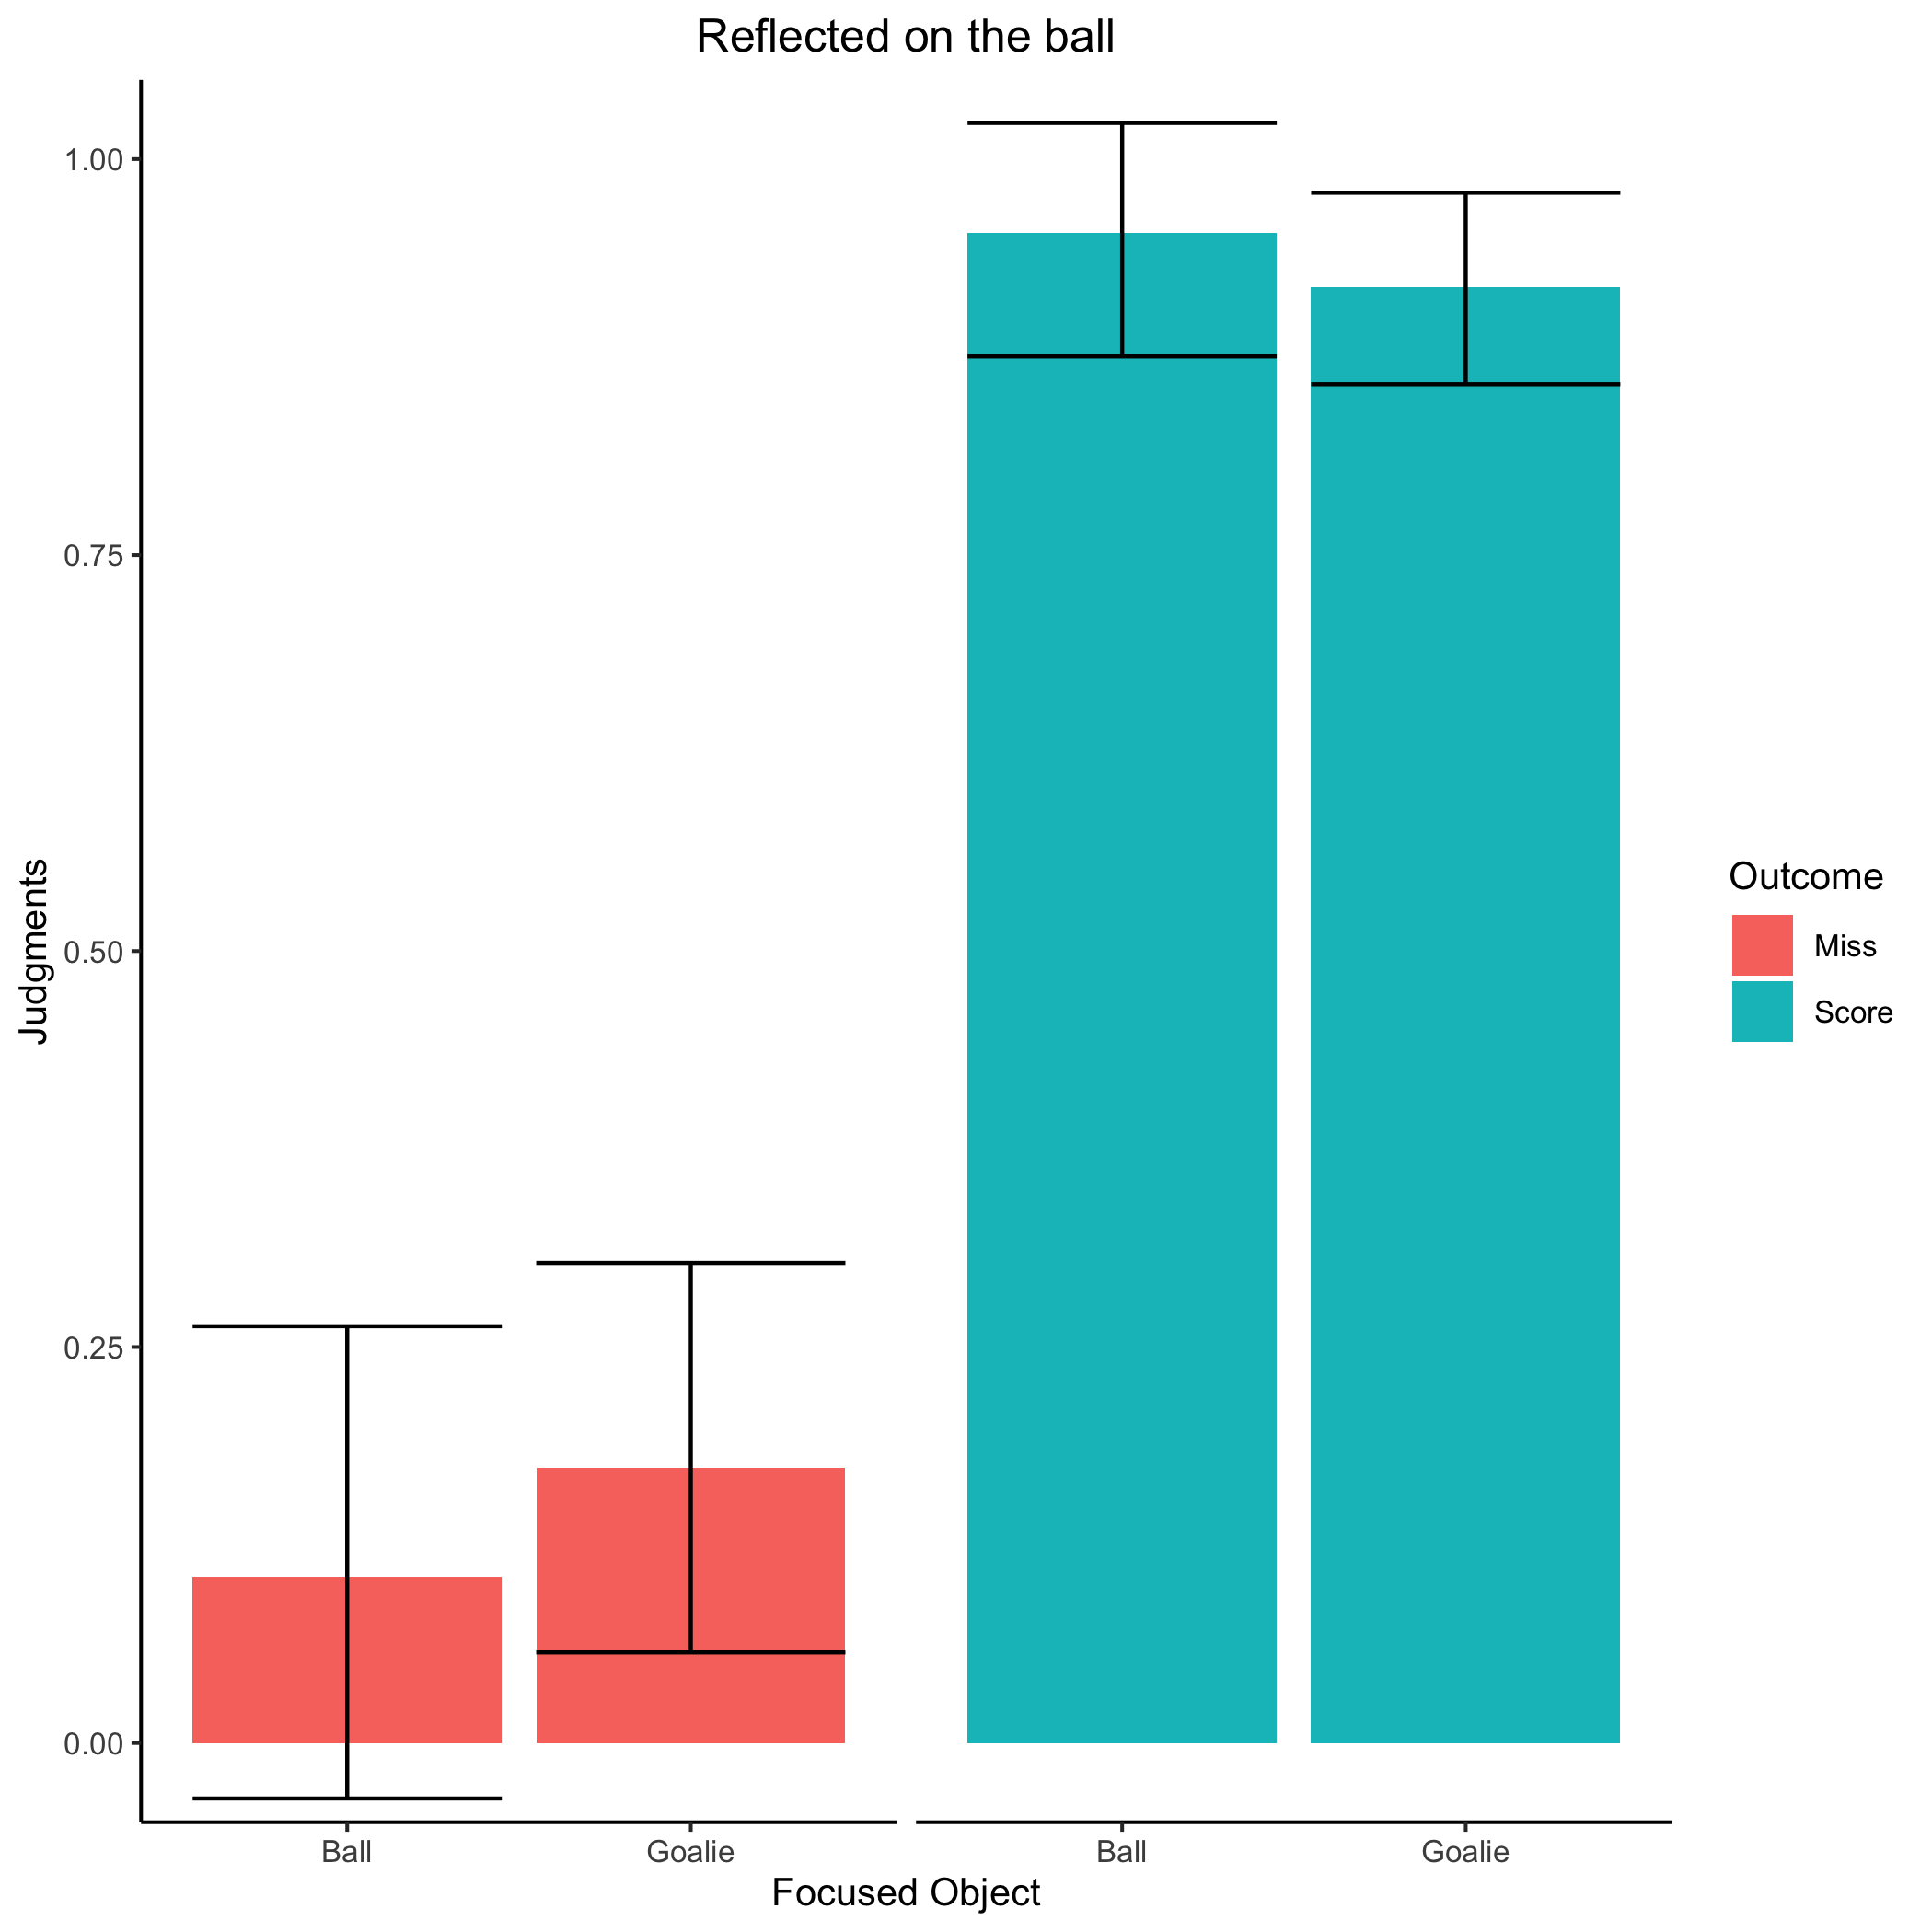 Reflected on the ball
1.00
0.75
0.50
0.25
0.00
Judgments
Ball
Goalie
Ball
Goalie
Focused Object
Outcome
Miss
Score